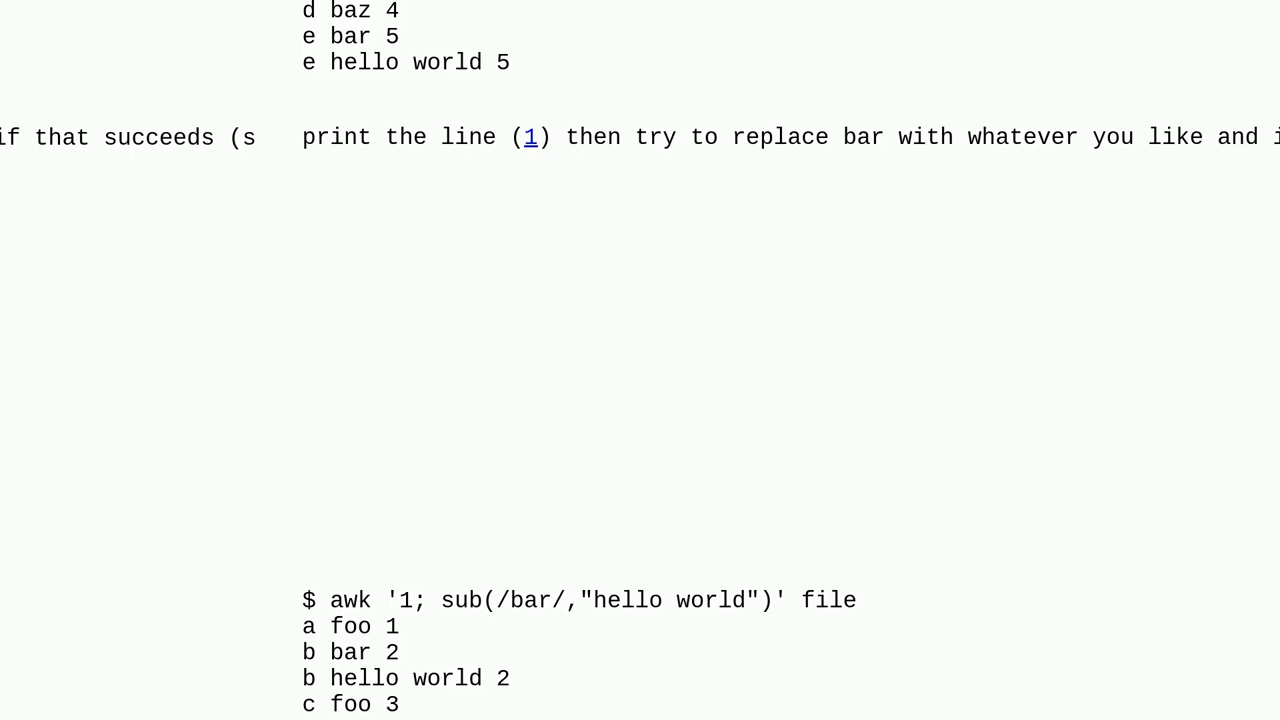 d baz 4
e bar 5
e hello world 5
if that succeeds (s
print the line (1) then try to replace bar with whatever you like and i
$ awk '1; sub(/bar/,"hello world")' file
a foo 1
b bar 2
b hello world 2
c foo 3